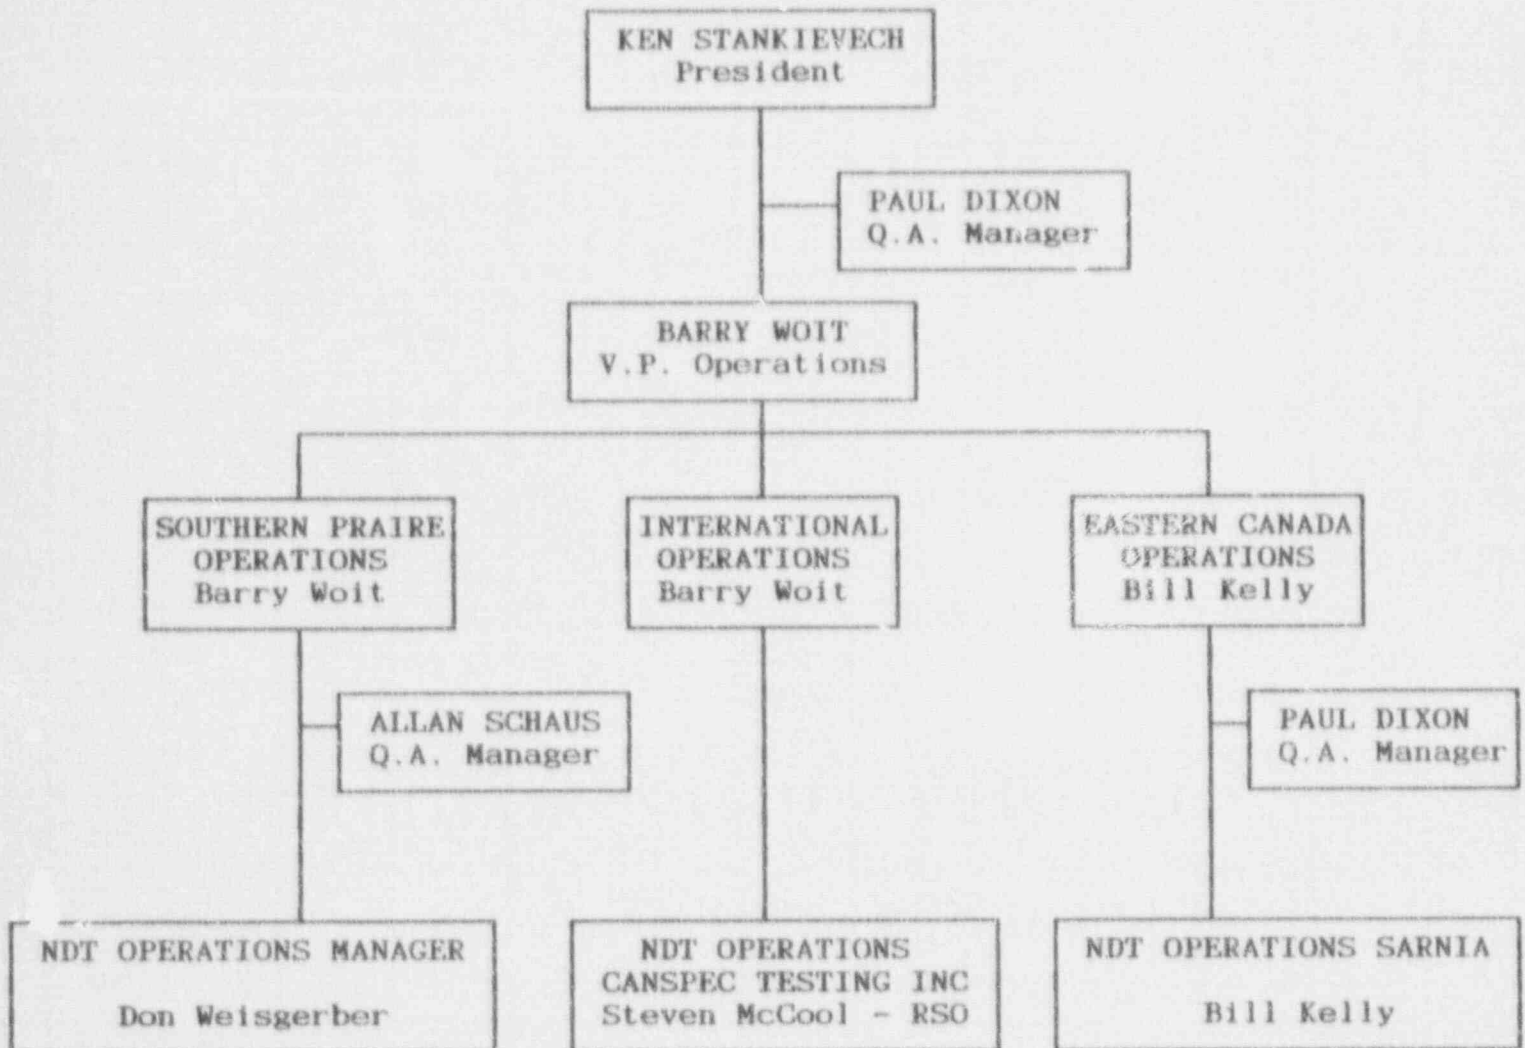 KEN STANKIEVECH
President
PAUL DIXON
Q.A. Manager
BARRY WOIT
V.P. Operations
SOUTHERN PRAIRE
OPERATIONS
Barry Woit
INTERNATIONAL
OPERATIONS
Barry Woit
EASTERN CANADA
OPERATIONS
Bill Kelly
ALLAN SCHAUS
Q.A. Manager
PAUL DIXON
Q.A. Manager
NDT OPERATIONS MANAGER
Don Weisgerber
NDT OPERATIONS
CANSPEC TESTING INC
Steven McCool - RSO
NDT OPERATIONS SARNIA
Bill Kelly